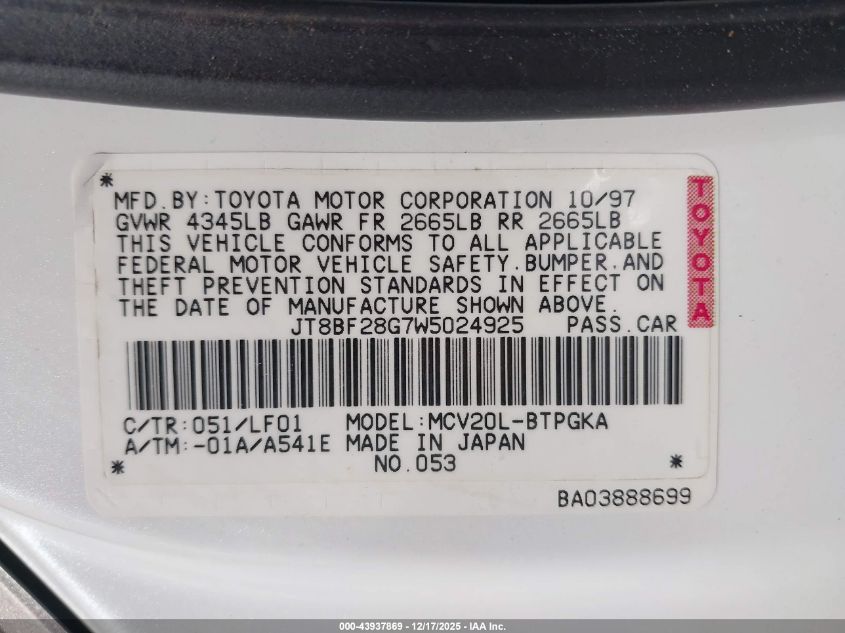 MFD.BY:TOYOTA MOTOR CORPORATION 10/97
GVWR 4345LB GAWR FR 2665LB RR 2665LB
THIS VEHICLE CONFORMS TO ALL APPLICABLE
FEDERAL MOTOR VEHICLE SAFETY.BUMPER.AND
THEFT PREVENTION STANDARDS IN EFFECT ON
THE DATE OF MANUFACTURE SHOWN ABOVE.
JT8BF28G7W5024925 PASS.CAR
TOYOTA
C/TR:051/LF01 MODEL:MCV20L-BTPGKA
A/TM:-01A/A541E MADE IN JAPAN
* NO.053 *
BA03888699
000-43937869 - 12/17/2025 - IAA Inc.